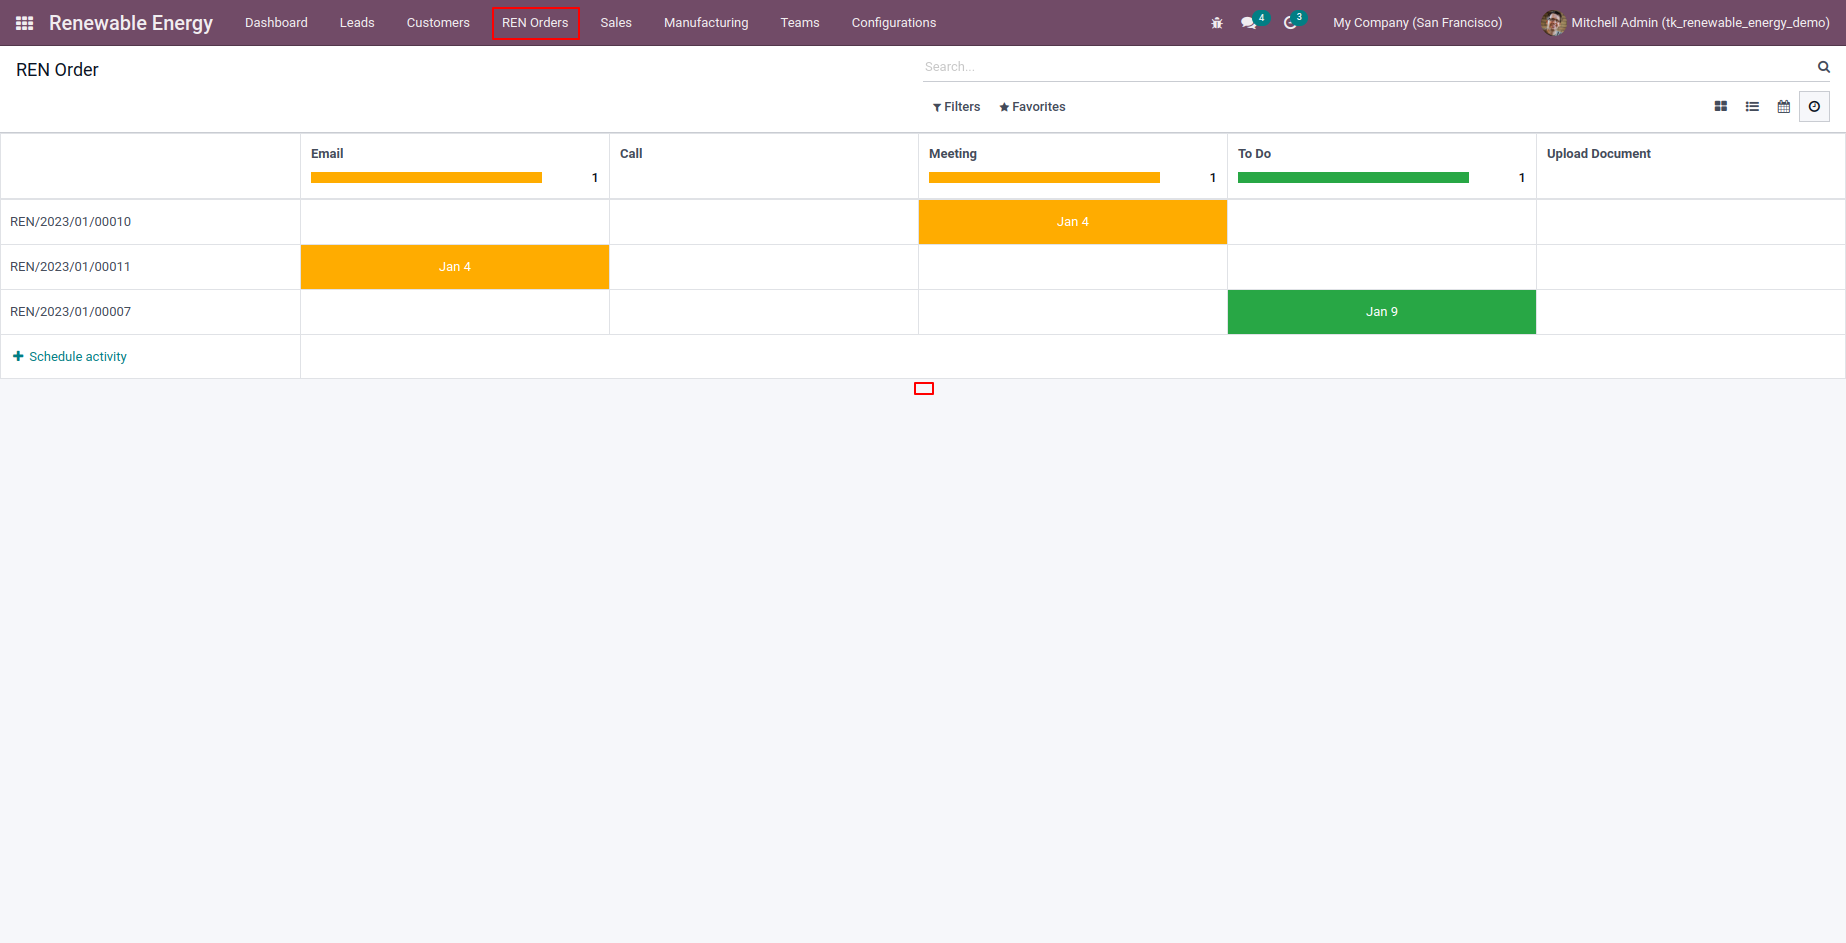 Renewable Energy Dashboard Leads Customers REN Orders Sales Manufacturing Teams Configurations 4 3 My Company (San Francisco) Mitchell Admin (tk_renewable_energy_demo)
REN Order Search...
Filters Favorites
Email Call Meeting To Do Upload Document
1 1 1
REN/2023/01/00010 Jan 4
REN/2023/01/00011 Jan 4
REN/2023/01/00007 Jan 9
Schedule activity